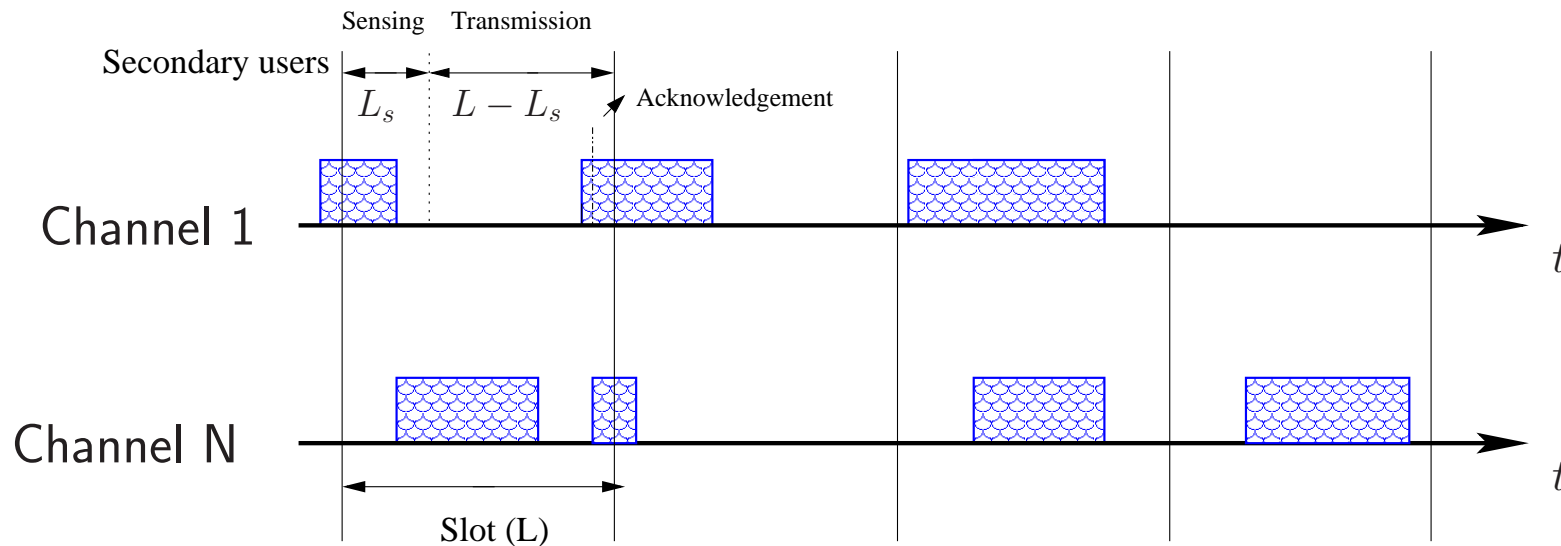 Sensing Transmission
Secondary users
L_s L − L_s
Acknowledgement
Channel 1
t
Channel N
t
Slot (L)